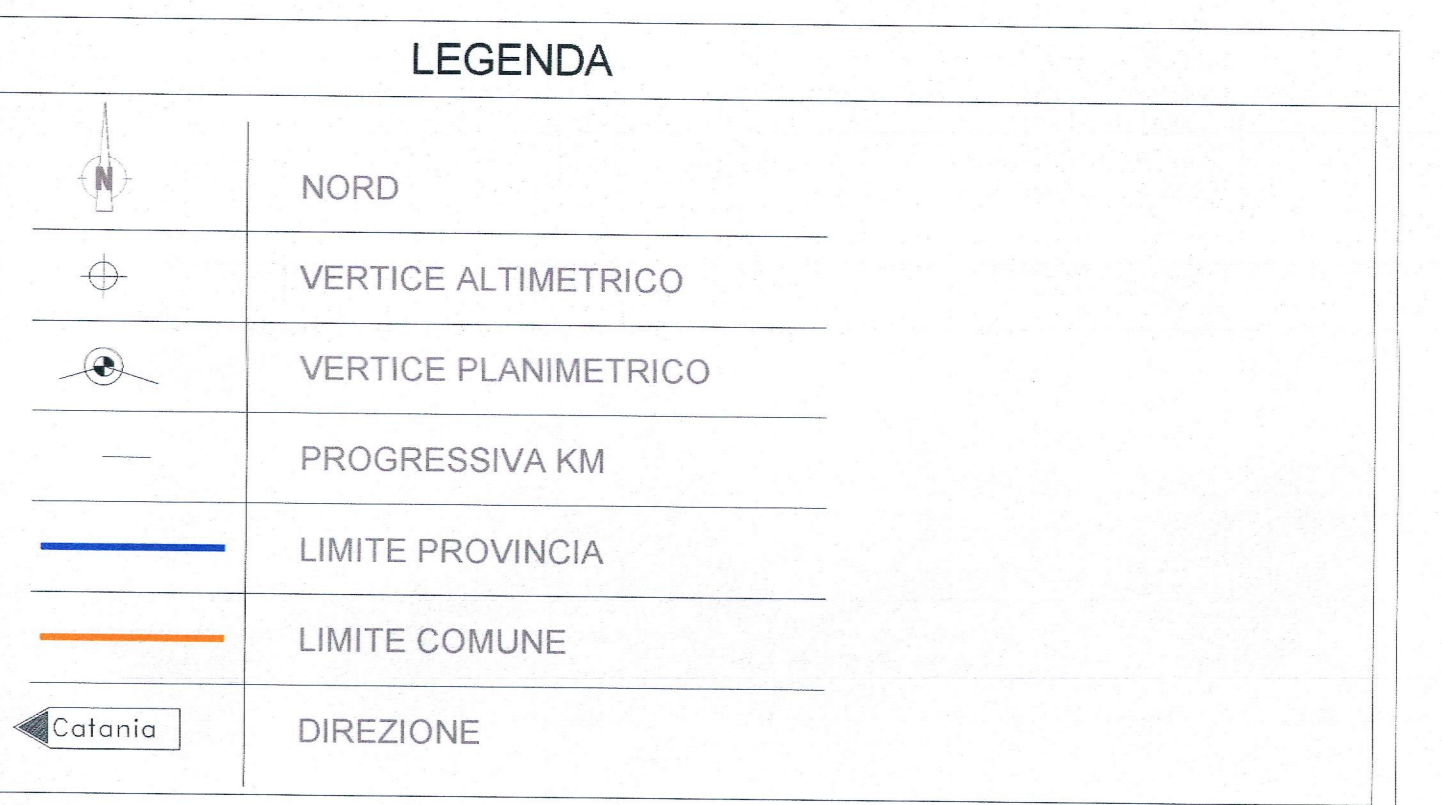 LEGENDA
N NORD
VERTICE ALTIMETRICO
VERTICE PLANIMETRICO
PROGRESSIVA KM
LIMITE PROVINCIA
LIMITE COMUNE
Catania DIREZIONE